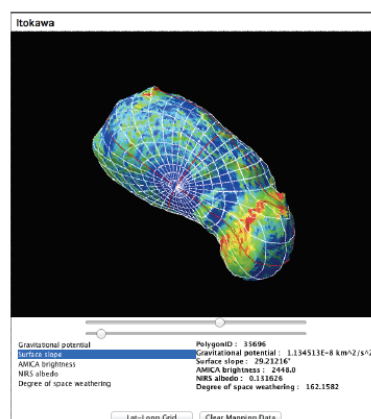 Itokawa
Gravitational potential
Surface slope
AMICA brightness
NIRS albedo
Degree of space weathering
PolygonID : 35696
Gravitational potential : 1.134513E-8 km^2/s^2
Surface slope : 29.21216°
AMICA brightness : 2448.0
NIRS albedo : 0.131626
Degree of space weathering : 162.1582
Lat-Long Grid
Clear Mapping Data